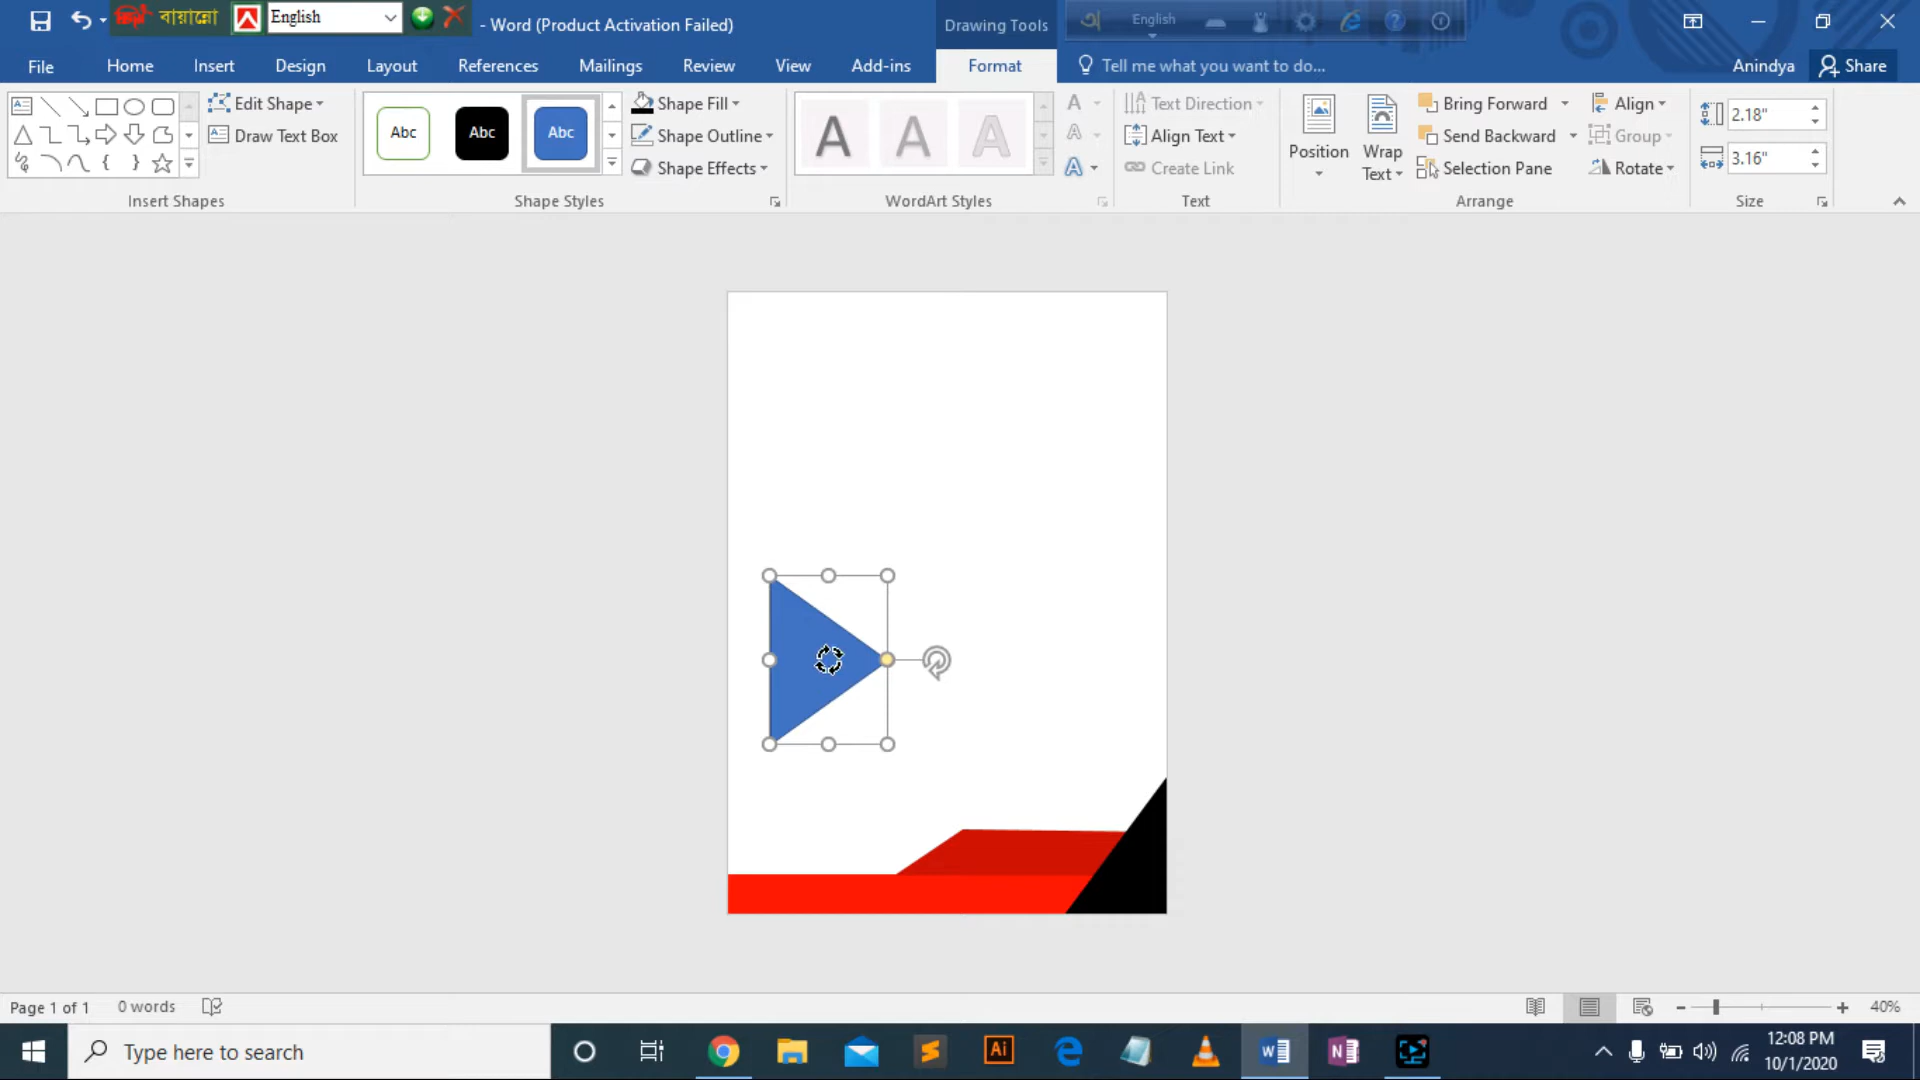 বায়ান্নো English - Word (Product Activation Failed) Drawing Tools অ English
File Home Insert Design Layout References Mailings Review View Add-ins Format Tell me what you want to do... Anindya Share
Edit Shape
Draw Text Box
Insert Shapes
Abc Abc Abc
Shape Fill
Shape Outline
Shape Effects
Shape Styles
A A A
WordArt Styles
Text Direction
Align Text
Create Link
Text
Position
Wrap Text
Bring Forward
Send Backward
Selection Pane
Align
Group
Rotate
Arrange
2.18"
3.16"
Size
Page 1 of 1 0 words 40%
Type here to search
Ai
12:08 PM
10/1/2020